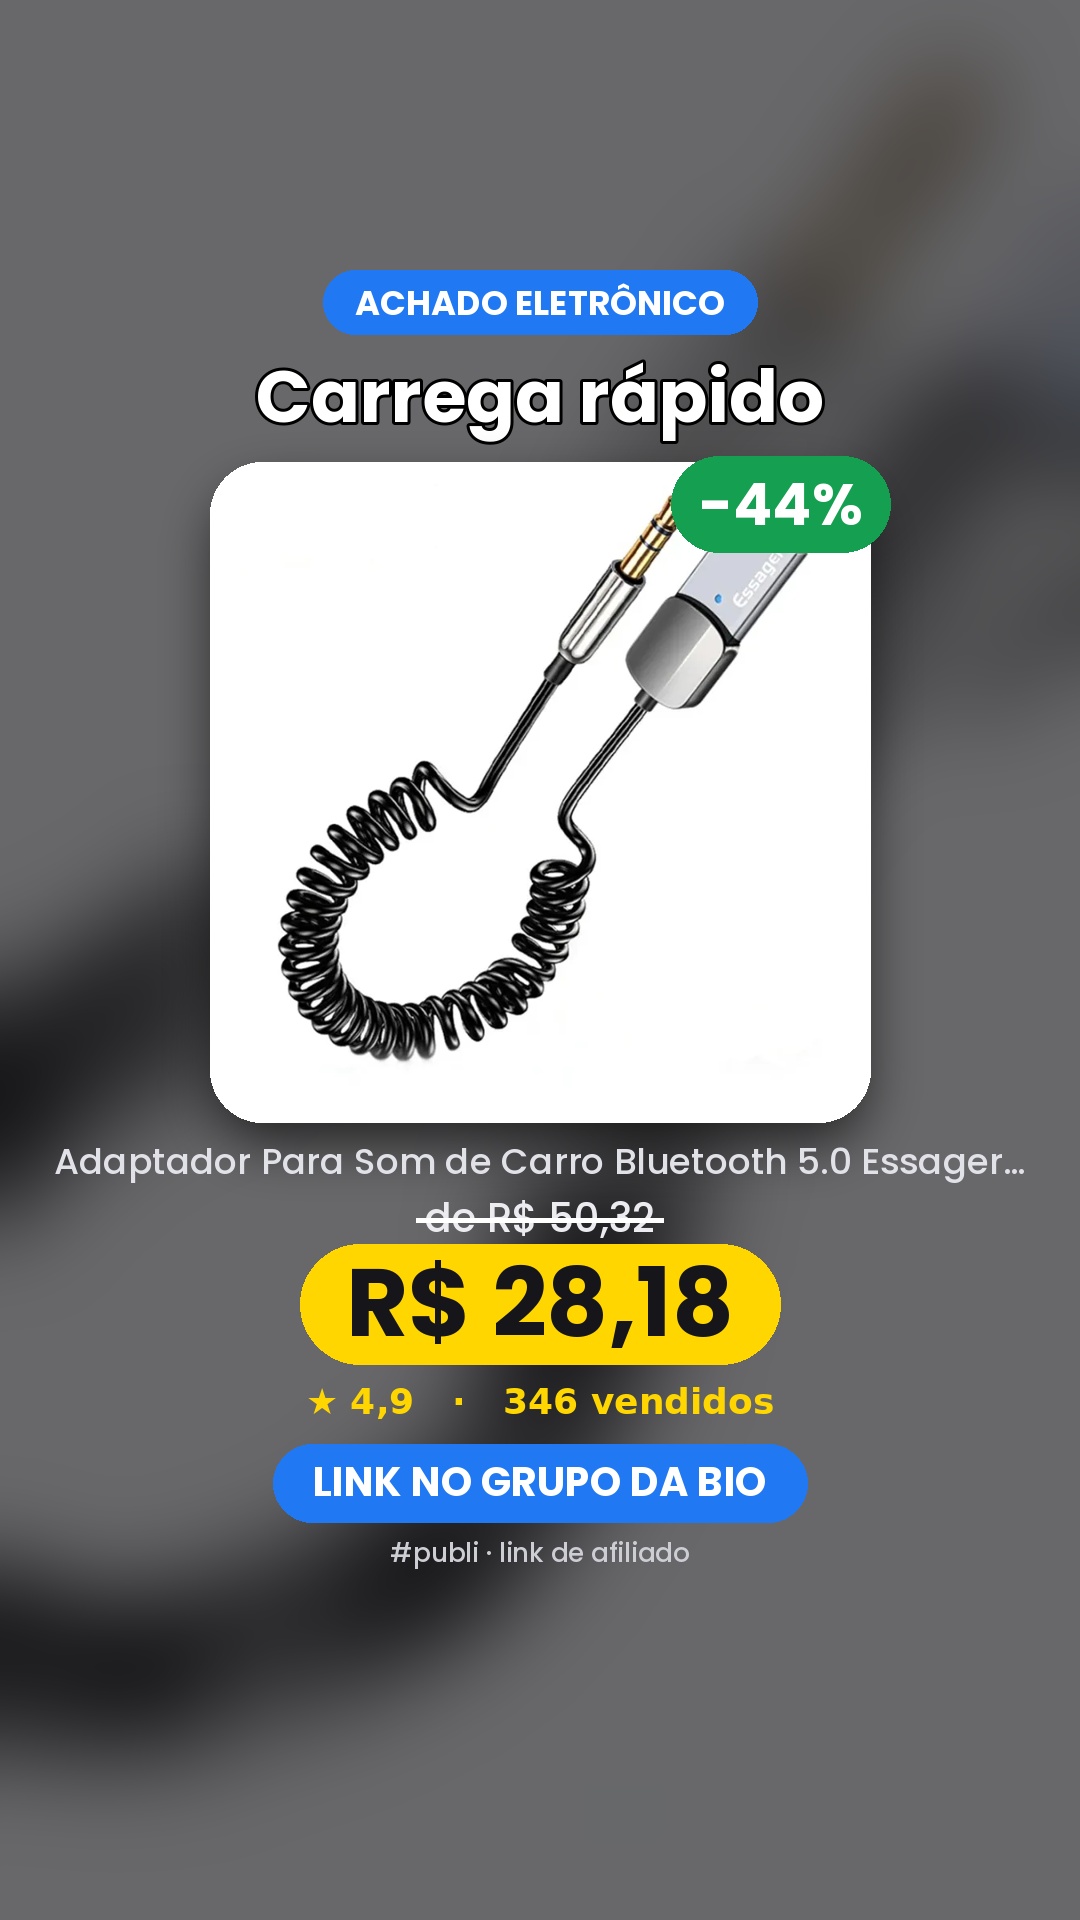 ACHADO ELETRÔNICO
Carrega rápido
-44%
Essager
Adaptador Para Som de Carro Bluetooth 5.0 Essager...
de R$ 50,32
R$ 28,18
★ 4,9 · 346 vendidos
LINK NO GRUPO DA BIO
#publi · link de afiliado